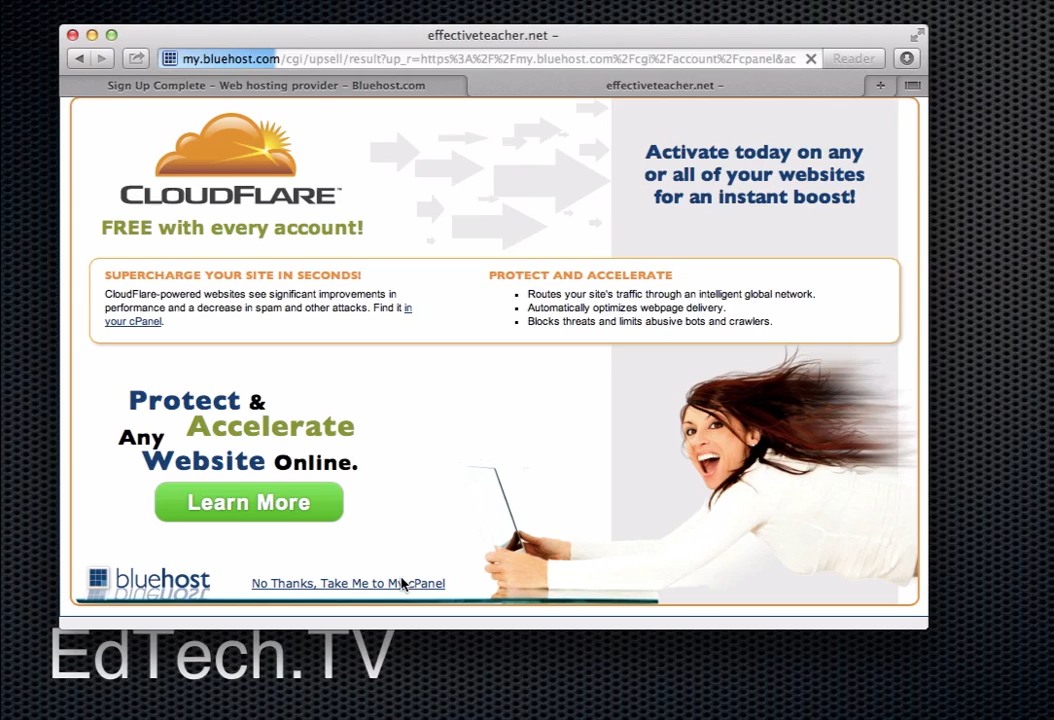 effectiveteacher.net –
my.bluehost.com/cgi/upsell/result?up_r=https%3A%2F%2Fmy.bluehost.com%2Fcgi%2Faccount%2Fcpanel&ac
Reader
Sign Up Complete – Web hosting provider – Bluehost.com
effectiveteacher.net –
CLOUDFLARE™
FREE with every account!
Activate today on any
or all of your websites
for an instant boost!
SUPERCHARGE YOUR SITE IN SECONDS!
CloudFlare-powered websites see significant improvements in
performance and a decrease in spam and other attacks. Find it in
your cPanel.
PROTECT AND ACCELERATE
Routes your site's traffic through an intelligent global network.
Automatically optimizes webpage delivery.
Blocks threats and limits abusive bots and crawlers.
Protect &
Any Accelerate
Website Online.
Learn More
bluehost
No Thanks, Take Me to My cPanel
EdTech.TV